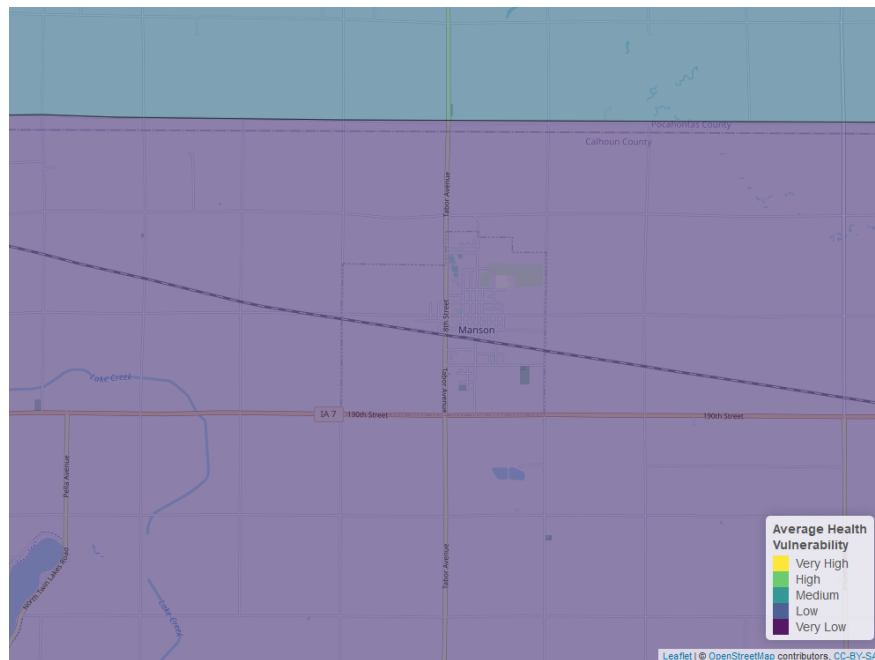 Pocahontas County
Calhoun County
Tabor Avenue
8th Street
Manson
Lake Creek
Tabor Avenue
IA 7
190th Street
190th Street
Pella Avenue
Tabor Avenue
North Twin Lakes Road
Lake Creek
Average Health
Vulnerability
Very High
High
Medium
Low
Very Low
Leaflet | © OpenStreetMap contributors, CC-BY-SA